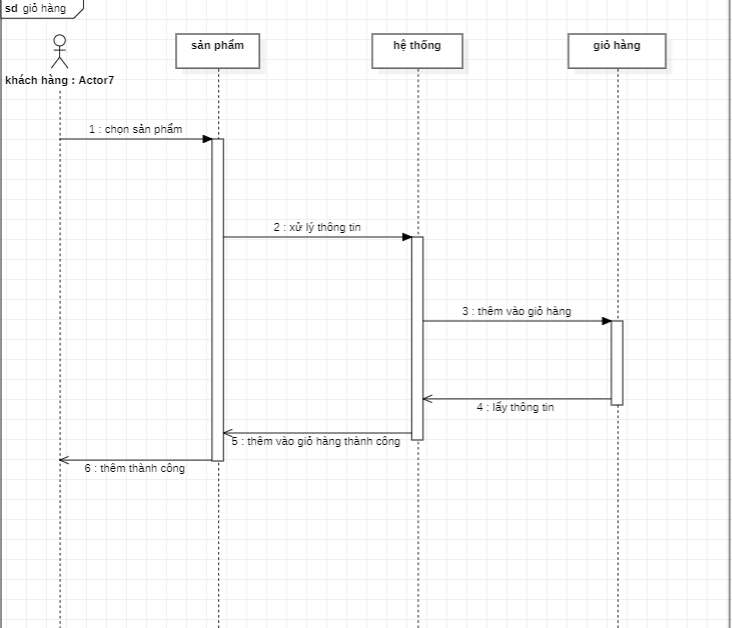 sd giỏ hàng
sản phẩm
hệ thống
giỏ hàng
khách hàng : Actor7
1 : chọn sản phẩm
2 : xử lý thông tin
3 : thêm vào giỏ hàng
4 : lấy thông tin
5 : thêm vào giỏ hàng thành công
6 : thêm thành công